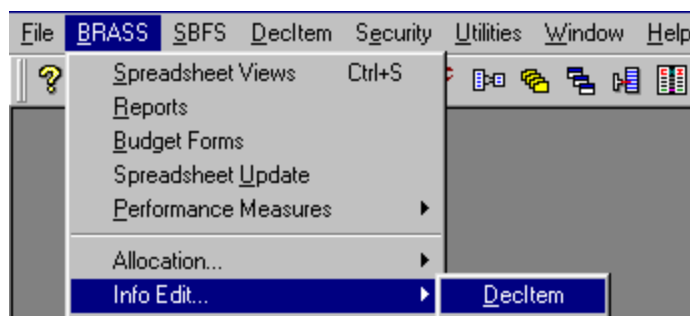 File BRASS SBFS DecItem Security Utilities Window Help
Spreadsheet Views Ctrl+S
Reports
Budget Forms
Spreadsheet Update
Performance Measures
Allocation...
Info Edit... DecItem